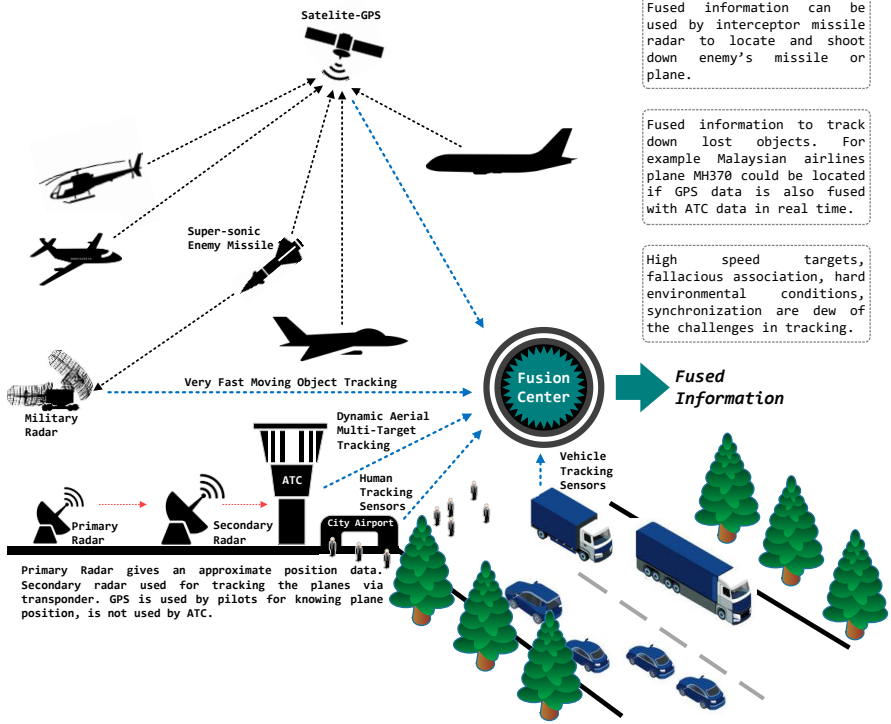 Satelite-GPS
Fused information can be
used by interceptor missile
radar to locate and shoot
down enemy's missile or
plane.
Fused information to track
down lost objects. For
example Malaysian airlines
plane MH370 could be located
if GPS data is also fused
with ATC data in real time.
Super-sonic
Enemy Missile
High speed targets,
fallacious association, hard
environmental conditions,
synchronization are dew of
the challenges in tracking.
Very Fast Moving Object Tracking
Fusion
Center
Fused
Information
Military
Radar
Dynamic Aerial
Multi-Target
Tracking
ATC
Human
Tracking
Sensors
Vehicle
Tracking
Sensors
Primary
Radar
Secondary
Radar
City Airport
Primary Radar gives an approximate position data.
Secondary radar used for tracking the planes via
transponder. GPS is used by pilots for knowing plane
position, is not used by ATC.